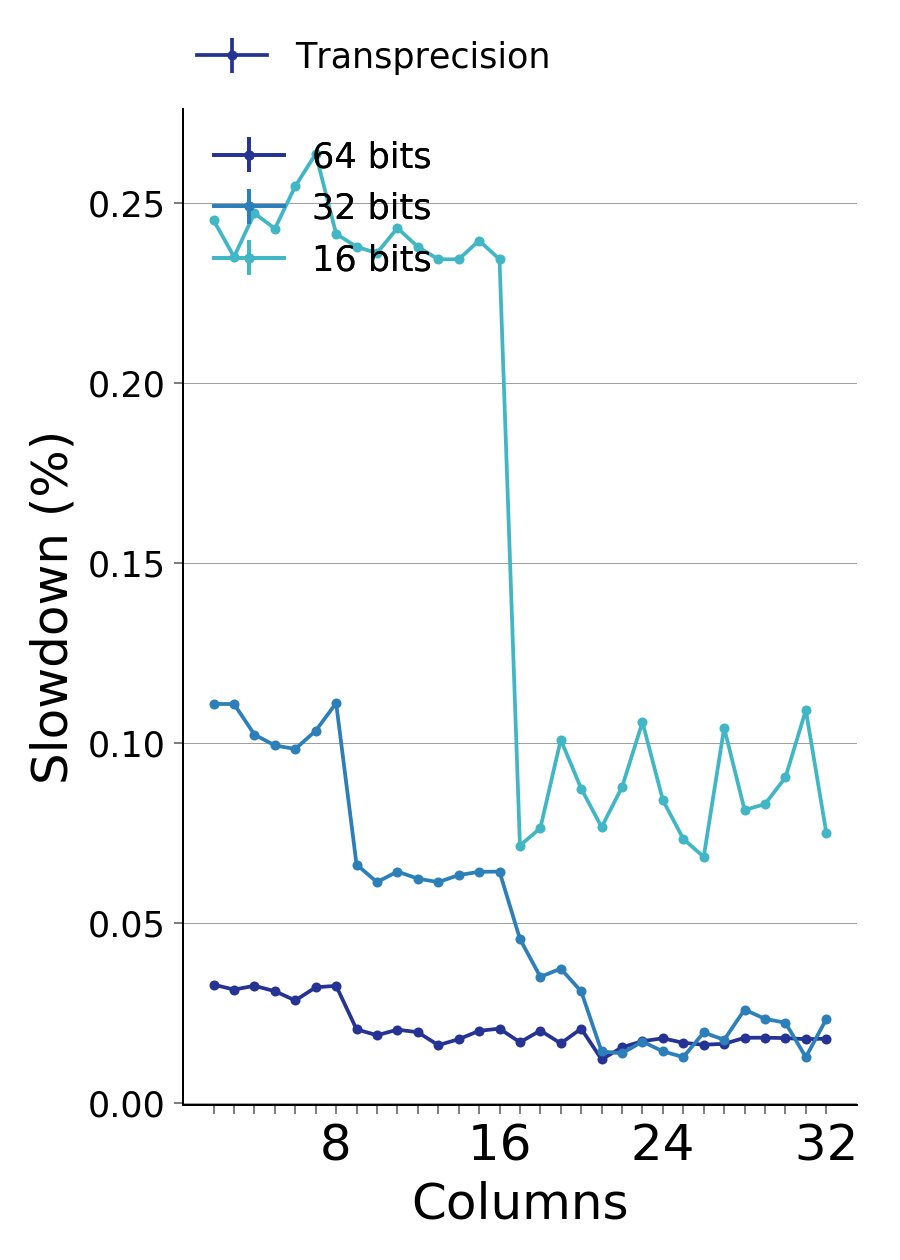 Transprecision
64 bits
32 bits
16 bits
0.25
0.20
0.15
0.10
0.05
0.00
Slowdown (%)
8 16 24 32
Columns